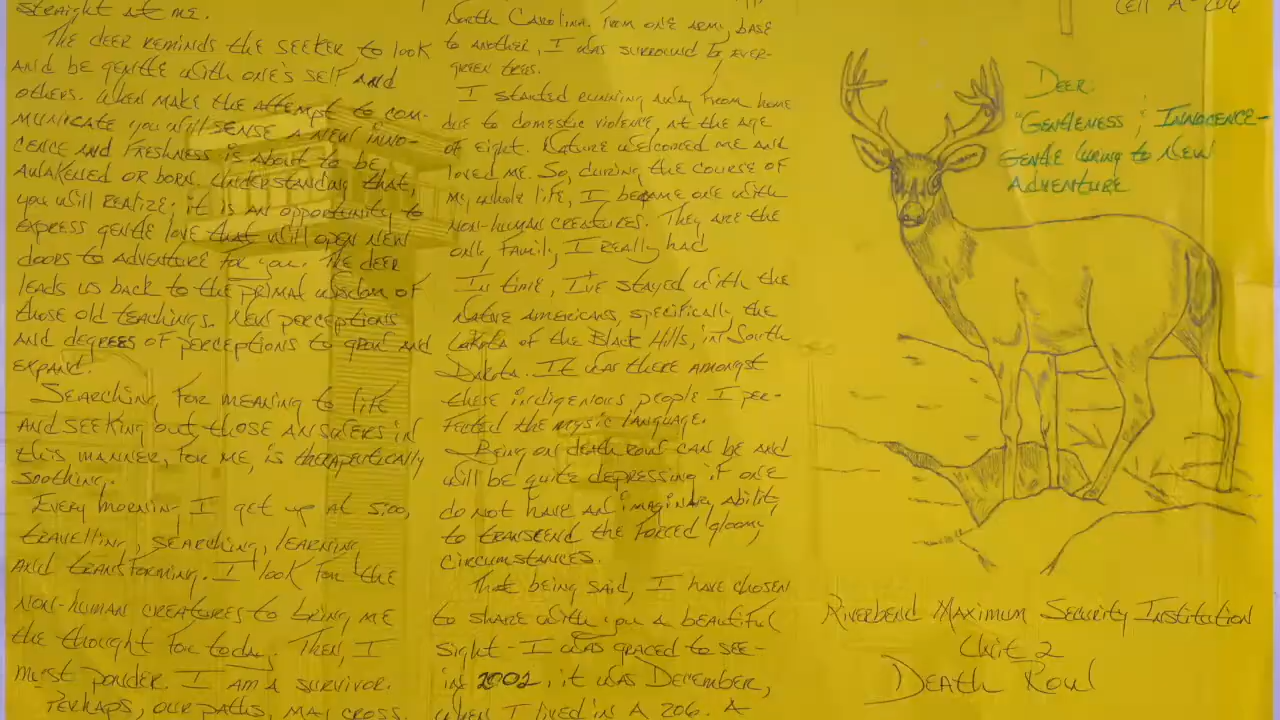 straight at me.
The deer reminds the seeker to look
and be gentle with one's self and
others. When make the attempt to com-
municate you will sense a new inno-
cence and freshness is about to be
awakened or born. Understanding that,
you will realize; it is an opportunity to
express gentle love that will open new
doors to adventure for you. The deer
leads us back to the primal wisdom of
those old teachings. New perceptions
and degrees of perceptions to grow and
expand.
Searching for meaning to life
and seeking out those answers in
this manner, for me, is therapeutically
soothing.
Every morning, I get up at 5:00,
travelling, searching, learning
and transforming. I look for the
non-human creatures to bring me
the thought for today. Then, I
must ponder. I am a survivor.
Perhaps, our paths, may cross.
North Carolina. From one army base
to another, I was surround by ever-
green trees.
I started running away from home
due to domestic violence, at the age
of eight. Nature welcomed me and
loved me. So, during the course of
my whole life, I became one with
non-human creatures. They are the
only family, I really had
In time, I've stayed with the
Native Americans, specifically the
Lakota of the Black Hills, in South
Dakota. It was there amongst
these indigenious people I per-
fected the mystic language.
Being on death row can be and
will be quite depressing if one
do not have an imaginary ability
to transcend the forced gloomy
circumstances.
That being said, I have chosen
to share with you a beautiful
sight - I was graced to see -
in 2002, it was December,
when I lived in A 206. A
Cell A-206
Deer:
"Gentleness; Innocence-
Gentle luring to New
Adventure
Riverbend Maximum Security Institution
Unit 2
Death Row